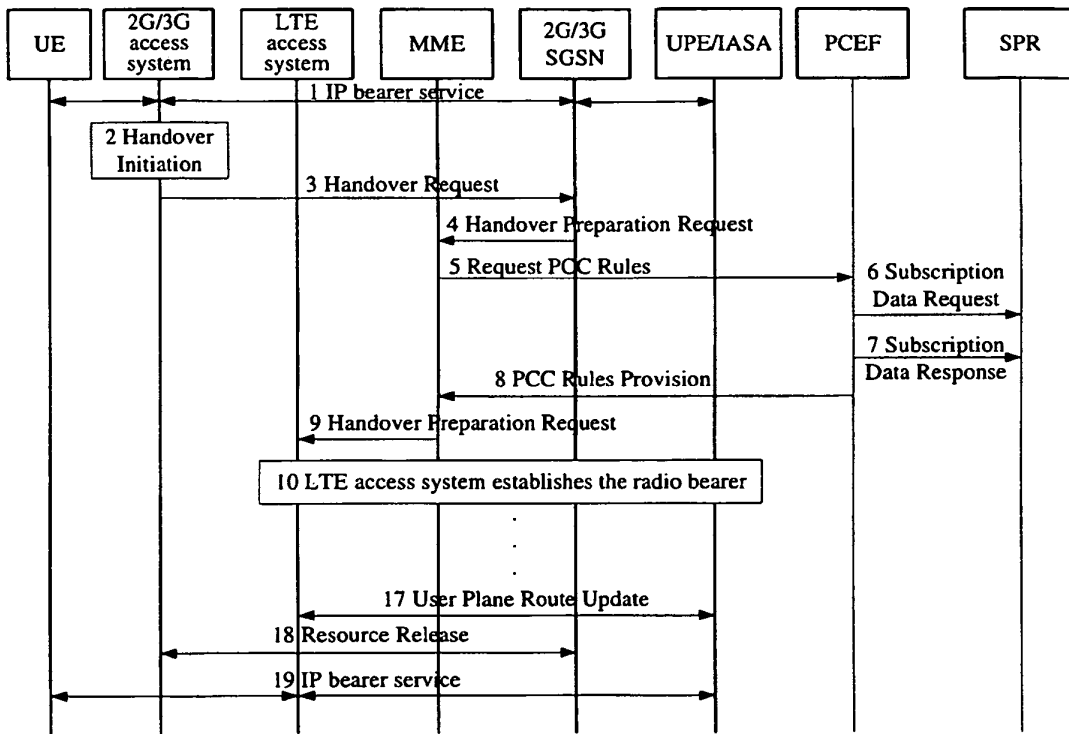 UE
2G/3G
access
system
LTE
access
system
MME
2G/3G
SGSN
UPE/IASA
PCEF
SPR
1 IP bearer service
2 Handover
Initiation
3 Handover Request
4 Handover Preparation Request
5 Request PCC Rules
6 Subscription
Data Request
7 Subscription
Data Response
8 PCC Rules Provision
9 Handover Preparation Request
10 LTE access system establishes the radio bearer
17 User Plane Route Update
18 Resource Release
19 IP bearer service